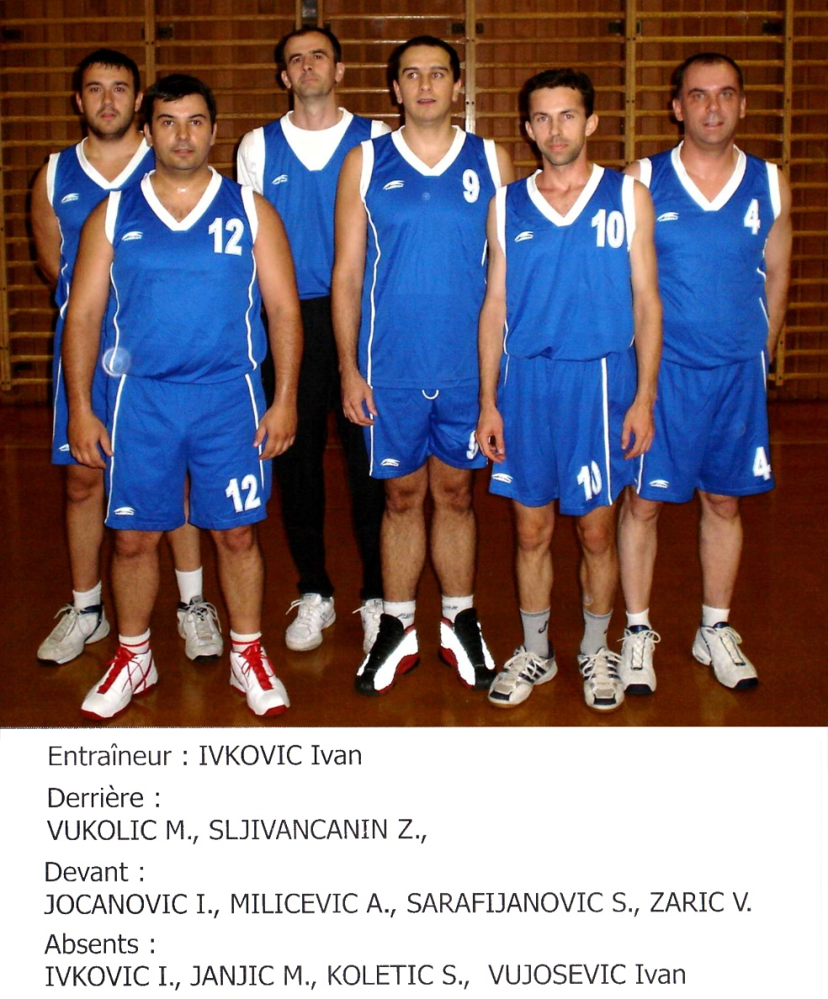 12
9
10
4
12
9
10
4
Entraîneur : IVKOVIC Ivan
Derrière :
VUKOLIC M., SLJIVANCANIN Z.,
Devant :
JOCANOVIC I., MILICEVIC A., SARAFIJANOVIC S., ZARIC V.
Absents :
IVKOVIC I., JANJIC M., KOLETIC S., VUJOSEVIC Ivan